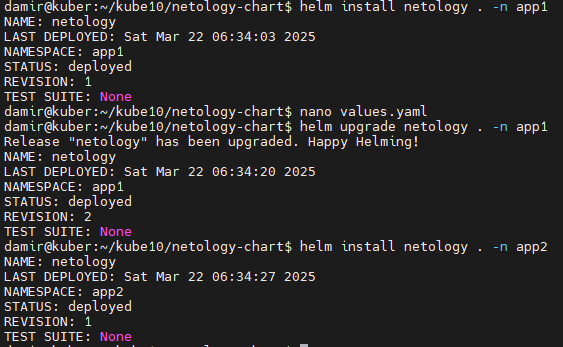 damir@kuber:~/kube10/netology-chart$ helm install netology . -n app1
NAME: netology
LAST DEPLOYED: Sat Mar 22 06:34:03 2025
NAMESPACE: app1
STATUS: deployed
REVISION: 1
TEST SUITE: None
damir@kuber:~/kube10/netology-chart$ nano values.yaml
damir@kuber:~/kube10/netology-chart$ helm upgrade netology . -n app1
Release "netology" has been upgraded. Happy Helming!
NAME: netology
LAST DEPLOYED: Sat Mar 22 06:34:20 2025
NAMESPACE: app1
STATUS: deployed
REVISION: 2
TEST SUITE: None
damir@kuber:~/kube10/netology-chart$ helm install netology . -n app2
NAME: netology
LAST DEPLOYED: Sat Mar 22 06:34:27 2025
NAMESPACE: app2
STATUS: deployed
REVISION: 1
TEST SUITE: None